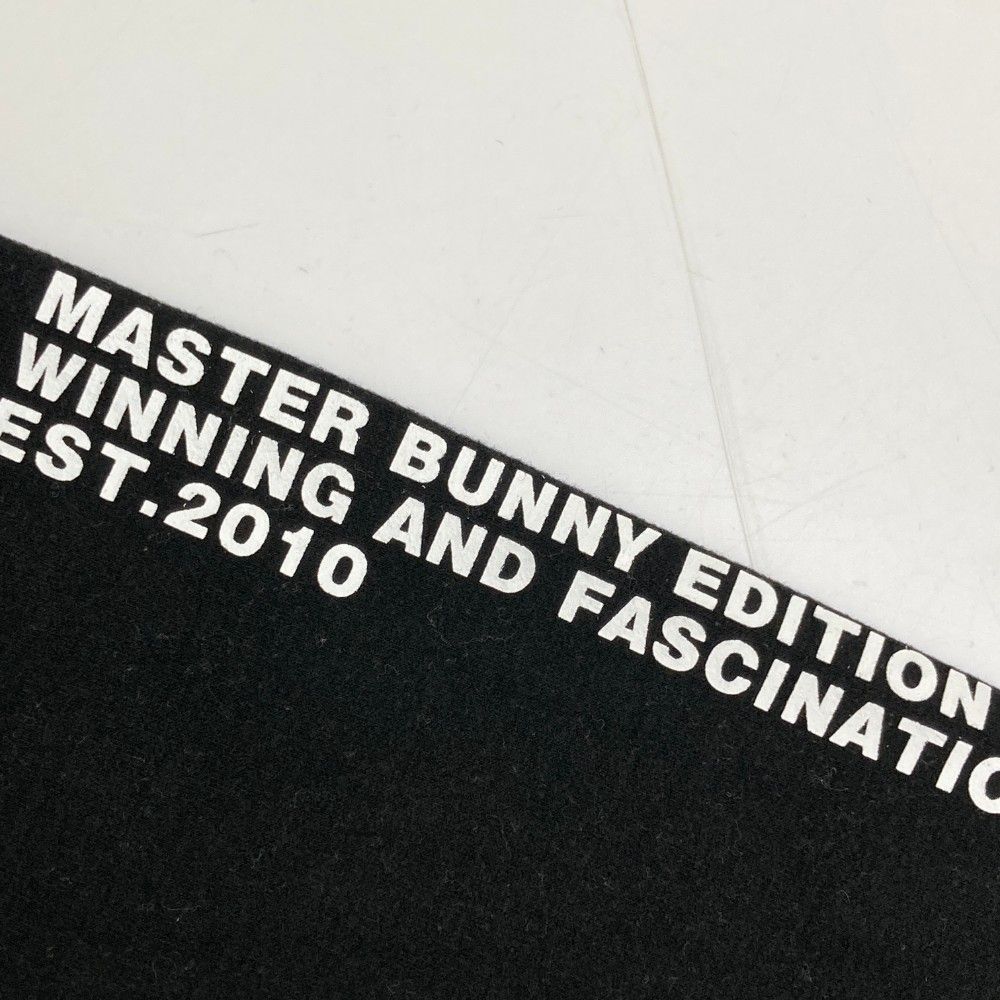 MASTER BUNNY EDITION
WINNING AND FASCINATIO
EST.2010